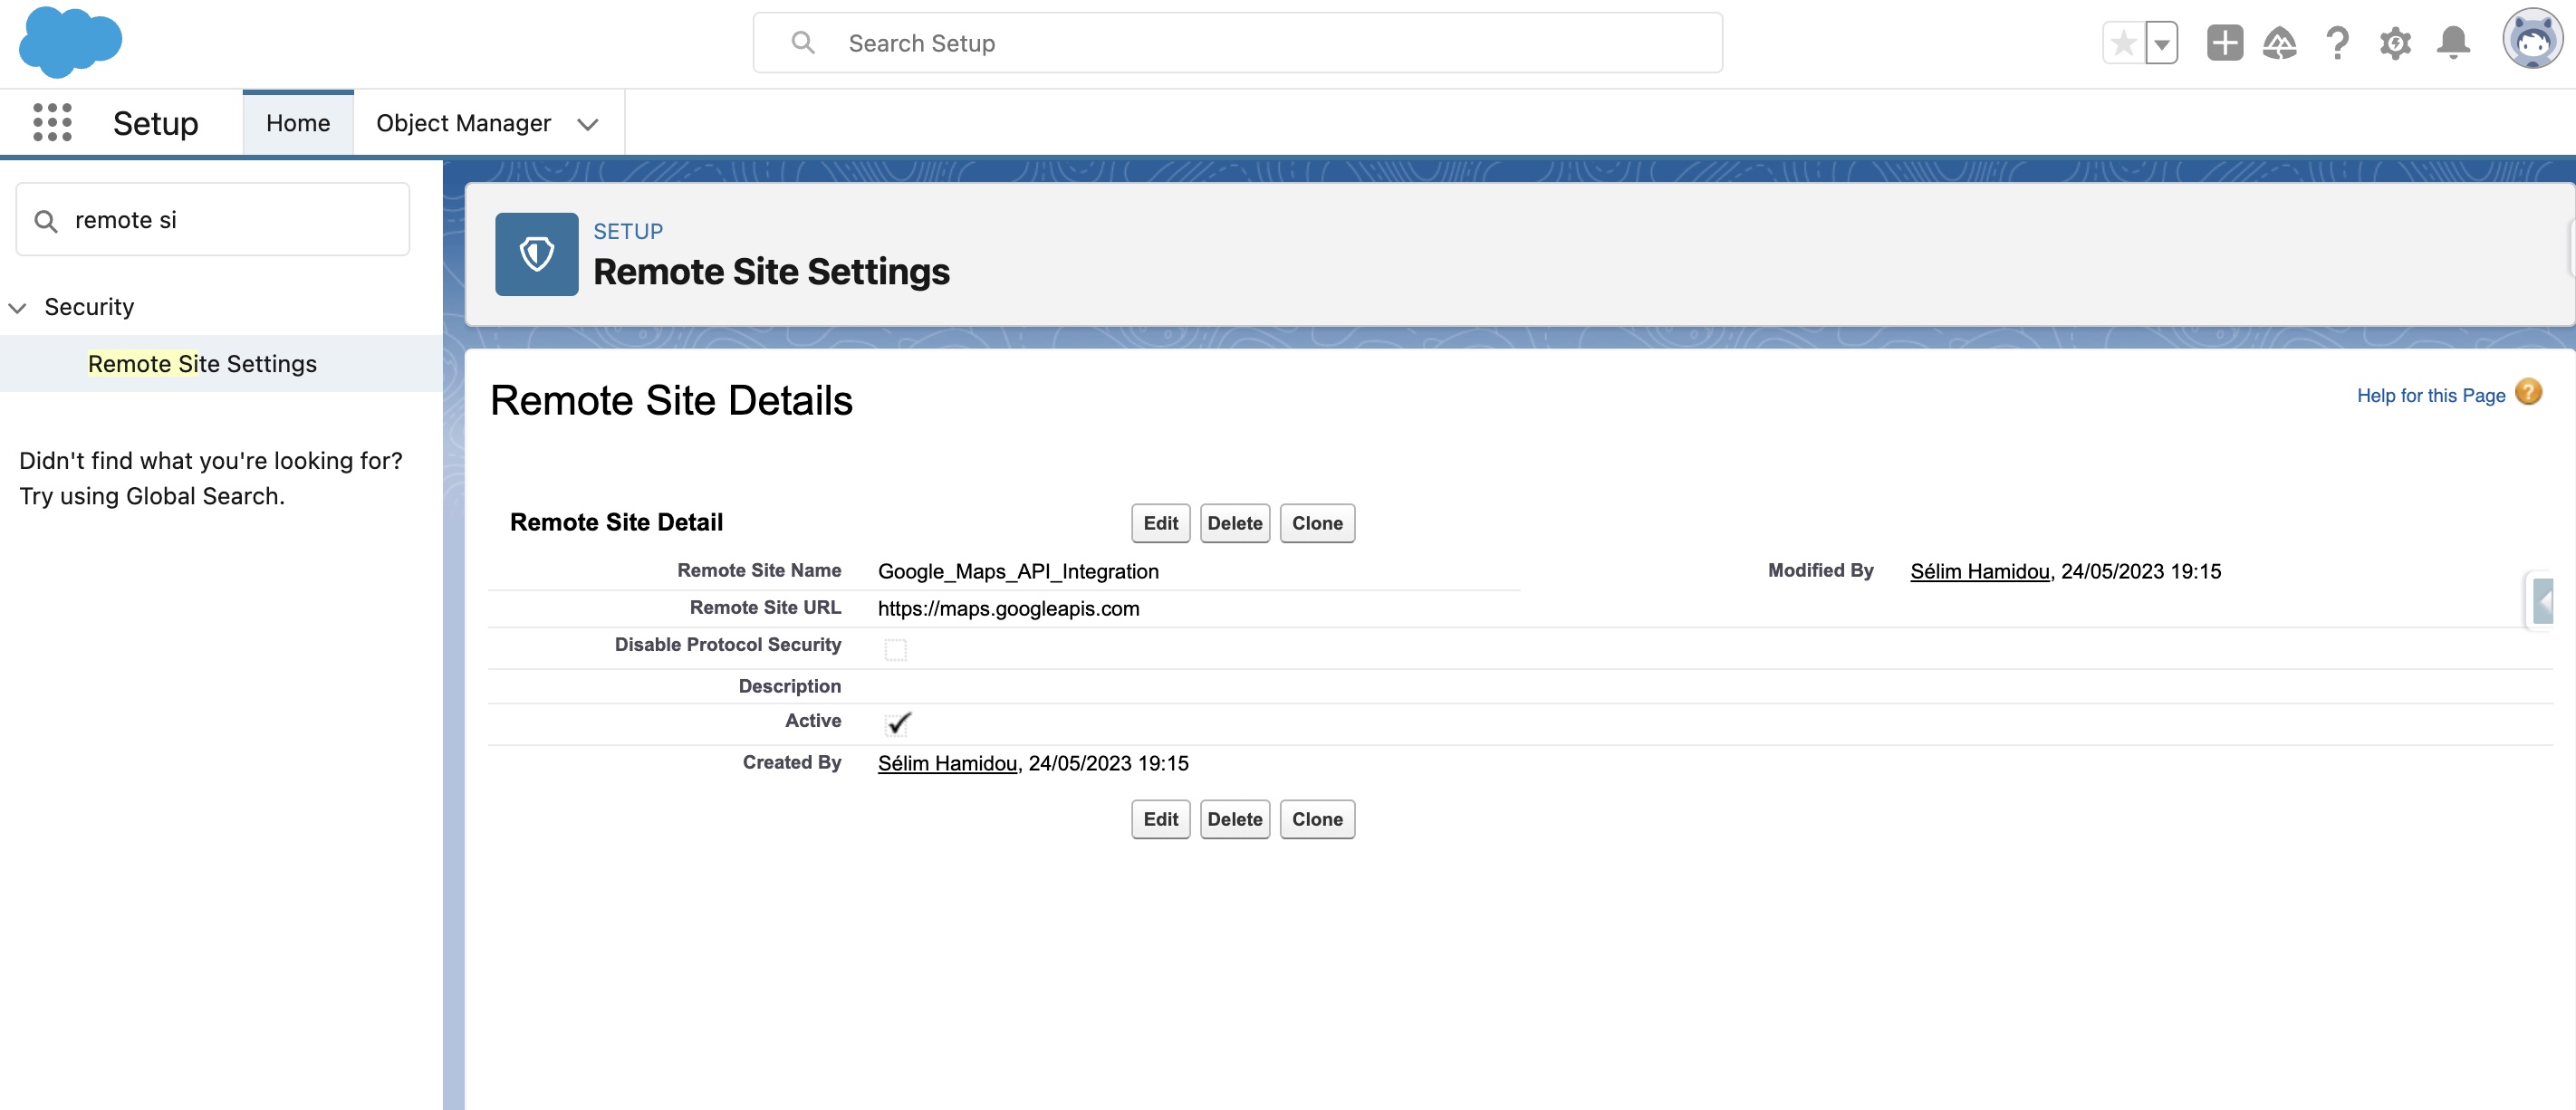 Search Setup
Setup
Home
Object Manager
remote si
Security
Remote Site Settings
Didn't find what you're looking for?
Try using Global Search.
SETUP
Remote Site Settings
Remote Site Details
Help for this Page
Remote Site Detail
Edit Delete Clone
Remote Site Name Google_Maps_API_Integration Modified By Sélim Hamidou, 24/05/2023 19:15
Remote Site URL https://maps.googleapis.com
Disable Protocol Security
Description
Active
Created By Sélim Hamidou, 24/05/2023 19:15
Edit Delete Clone